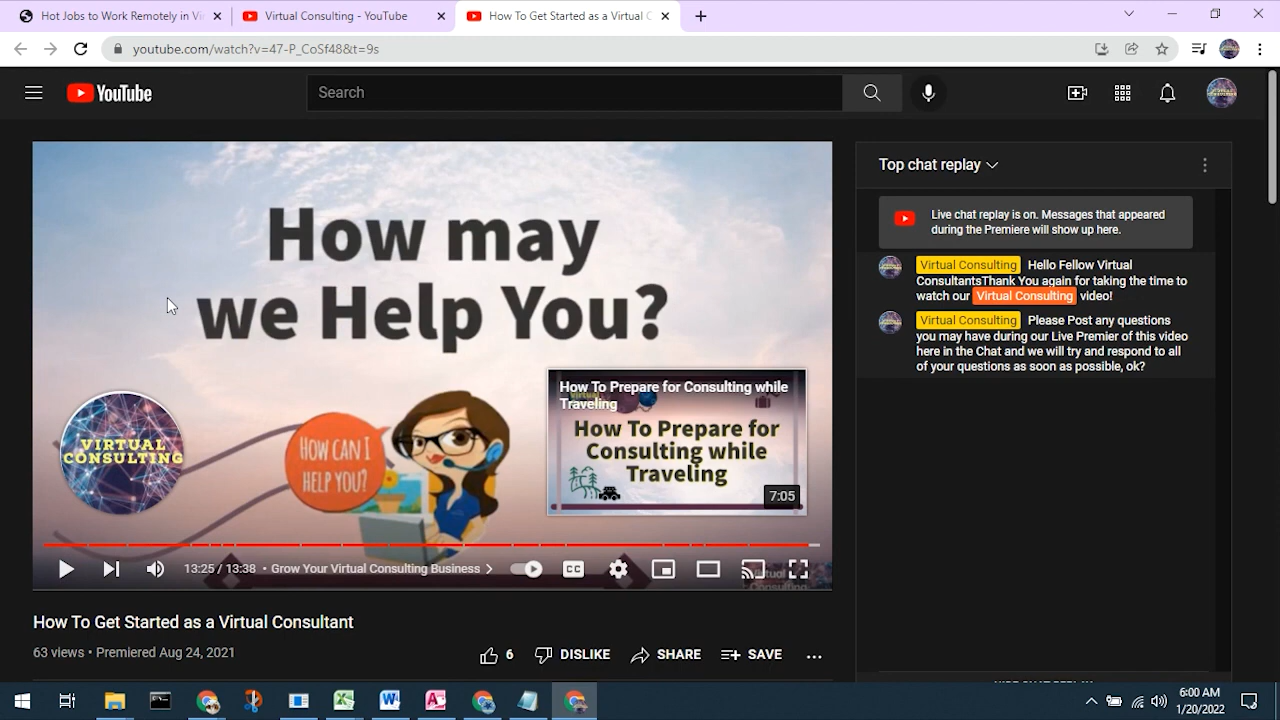 Hot Jobs to Work Remotely in Vir
Virtual Consulting - YouTube
How To Get Started as a Virtual C
youtube.com/watch?v=47-P_CoSf48&t=9s
YouTube
Search
How may
we Help You?
VIRTUAL
CONSULTING
HOW CAN I
HELP YOU?
How To Prepare for Consulting while
Traveling
How To Prepare for
Consulting while
Traveling
7:05
13:25 / 13:38 • Grow Your Virtual Consulting Business
CC
How To Get Started as a Virtual Consultant
63 views • Premiered Aug 24, 2021
6 DISLIKE SHARE SAVE
Top chat replay
Live chat replay is on. Messages that appeared
during the Premiere will show up here.
Virtual Consulting Hello Fellow Virtual
ConsultantsThank You again for taking the time to
watch our Virtual Consulting video!
Virtual Consulting Please Post any questions
you may have during our Live Premier of this video
here in the Chat and we will try and respond to all
of your questions as soon as possible, ok?
6:00 AM
1/20/2022